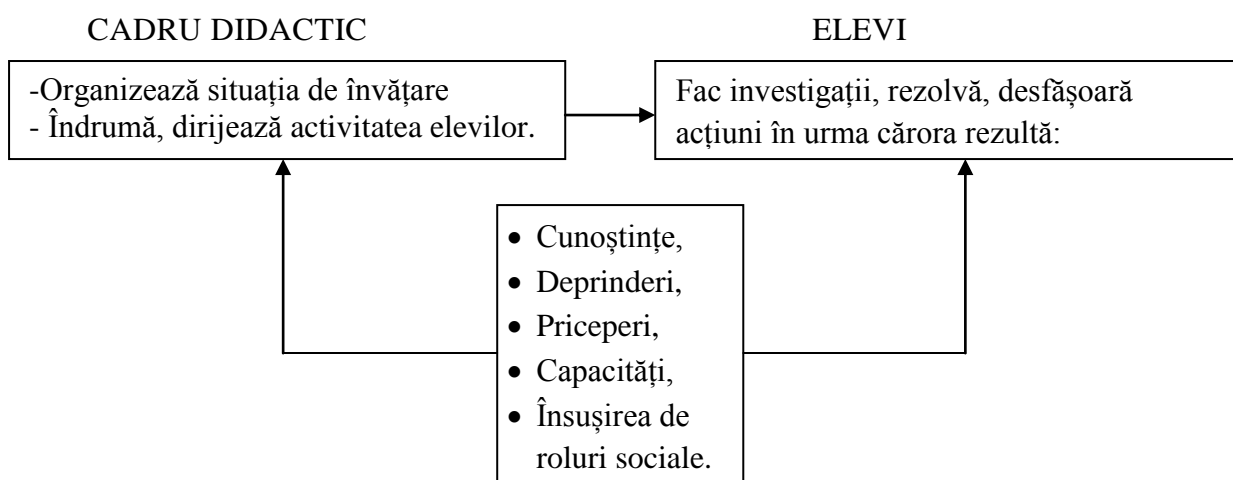 CADRU DIDACTIC
ELEVI
-Organizează situația de învățare
- Îndrumă, dirijează activitatea elevilor.
Fac investigații, rezolvă, desfășoară
acțiuni în urma cărora rezultă:
• Cunoștințe,
• Deprinderi,
• Priceperi,
• Capacități,
• Însușirea de
roluri sociale.